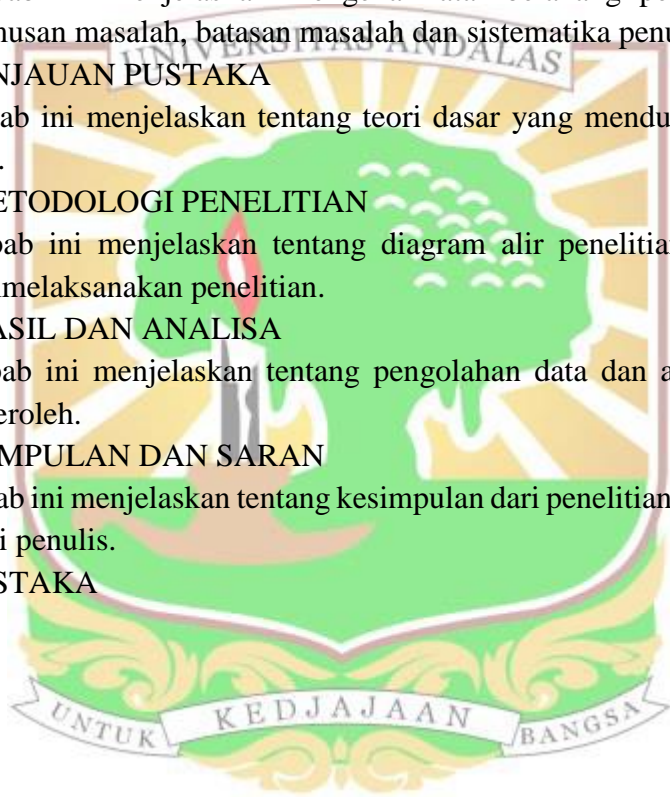 musan masalah, batasan masalah dan sistematika penu
UNIVERSITAS ANDALAS
NJAUAN PUSTAKA
ab ini menjelaskan tentang teori dasar yang mendu
.
ETODOLOGI PENELITIAN
bab ini menjelaskan tentang diagram alir penelitian
melaksanakan penelitian.
ASIL DAN ANALISA
bab ini menjelaskan tentang pengolahan data dan a
eroleh.
MPULAN DAN SARAN
ab ini menjelaskan tentang kesimpulan dari penelitian
i penulis.
STAKA
UNTUK KEDJAJAAN BANGSA